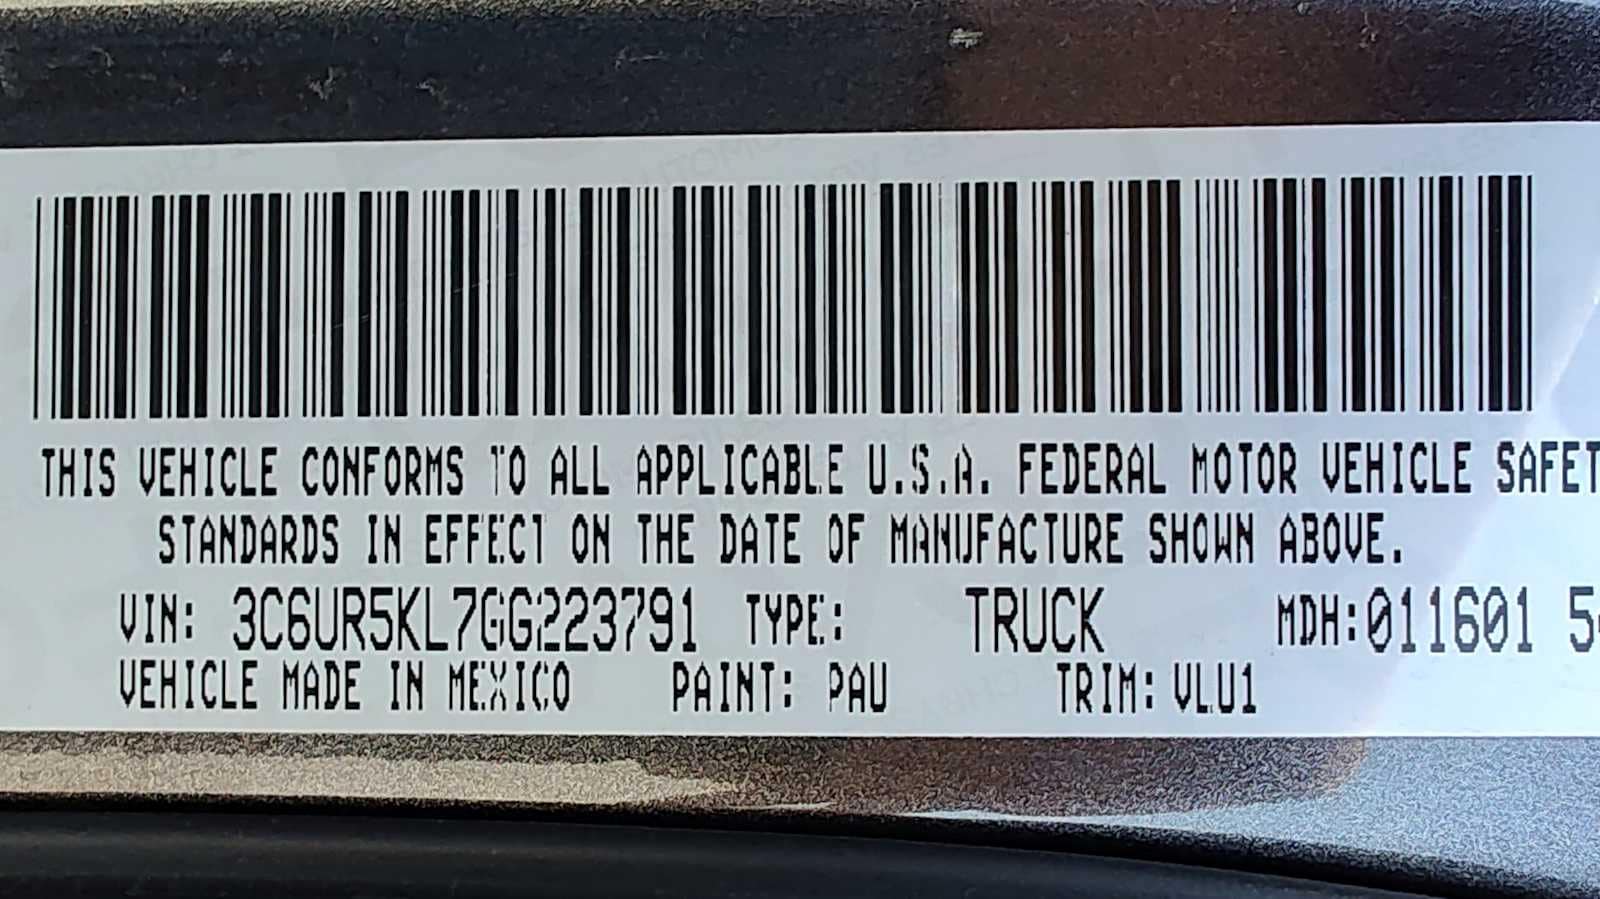 THIS VEHICLE CONFORMS TO ALL APPLICABLE U.S.A. FEDERAL MOTOR VEHICLE SAFET
STANDARDS IN EFFECT ON THE DATE OF MANUFACTURE SHOWN ABOVE.
VIN: 3C6UR5KL7GG223791 TYPE: TRUCK MDH:011601 5
VEHICLE MADE IN MEXICO PAINT: PAU TRIM: VLU1